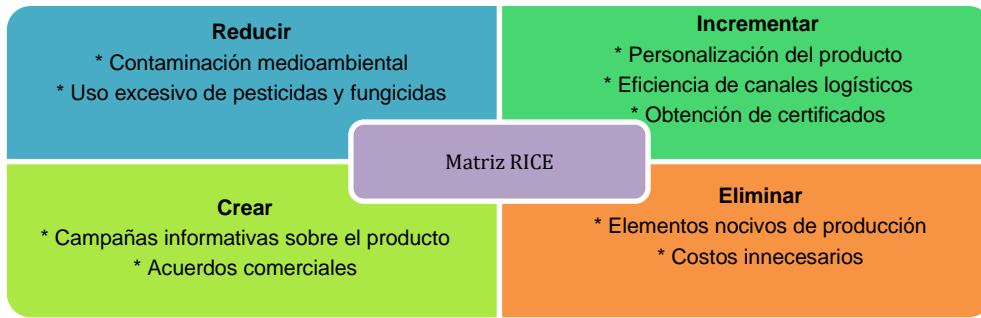 Reducir
* Contaminación medioambiental
* Uso excesivo de pesticidas y fungicidas
Incrementar
* Personalización del producto
* Eficiencia de canales logísticos
* Obtención de certificados
Matriz RICE
Crear
* Campañas informativas sobre el producto
* Acuerdos comerciales
Eliminar
* Elementos nocivos de producción
* Costos innecesarios